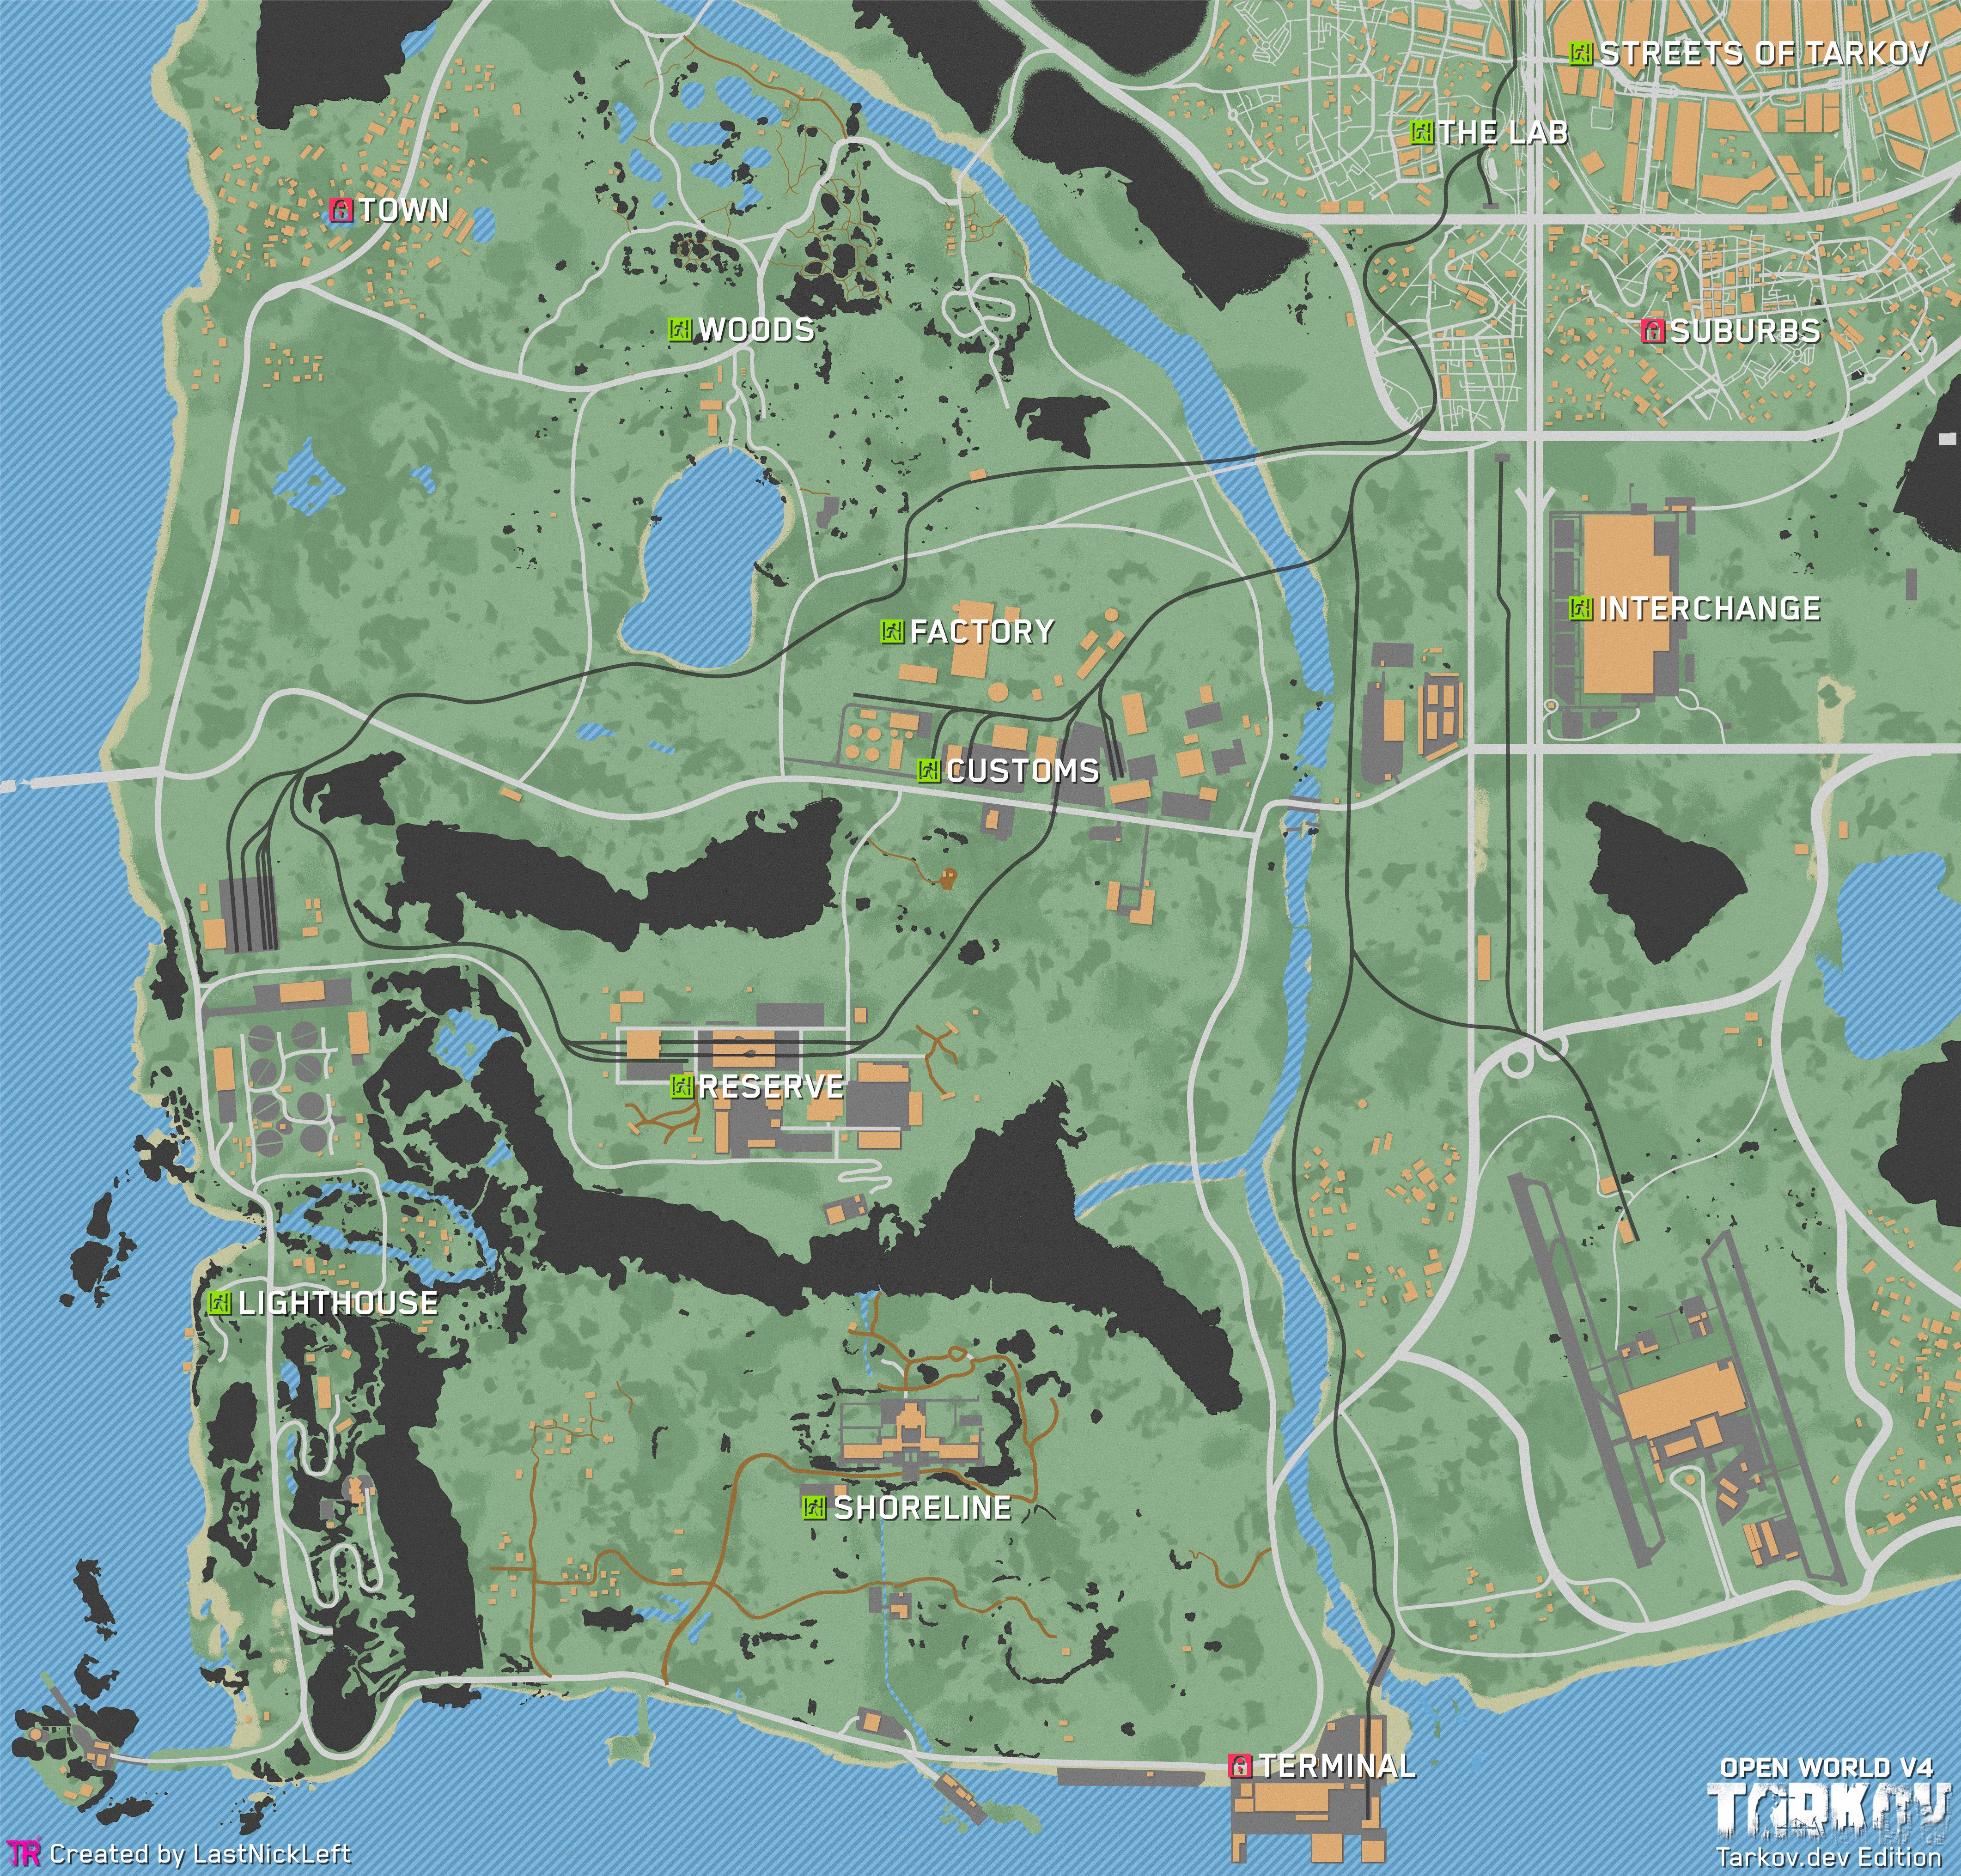 STREETS OF TARKOV
THE LAB
TOWN
WOODS
SUBURBS
FACTORY
INTERCHANGE
CUSTOMS
RESERVE
LIGHTHOUSE
SHORELINE
TERMINAL
OPEN WORLD V4
TARKOV
Tarkov.dev Edition
TR Created by LastNickLeft